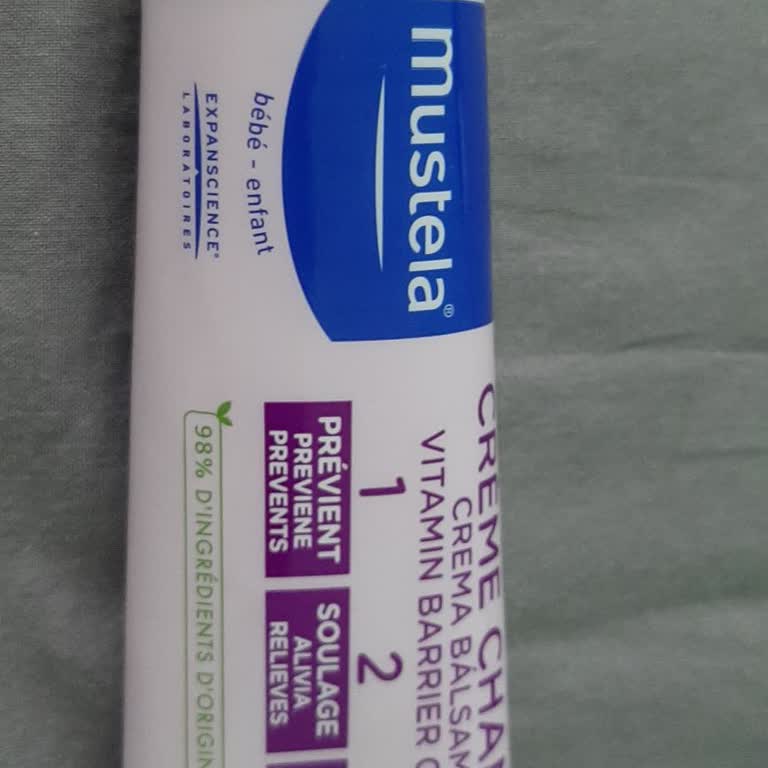 mustela®
bébé - enfant
EXPANSCIENCE®
LABORATOIRES
CRÈME CHA
CREMA BÁLSAM
VITAMIN BARRIER C
1
PRÉVIENT
PREVIENE
PREVENTS
2
SOULAGE
ALIVIA
RELIEVES
98% D'INGRÉDIENTS D'ORIGIN